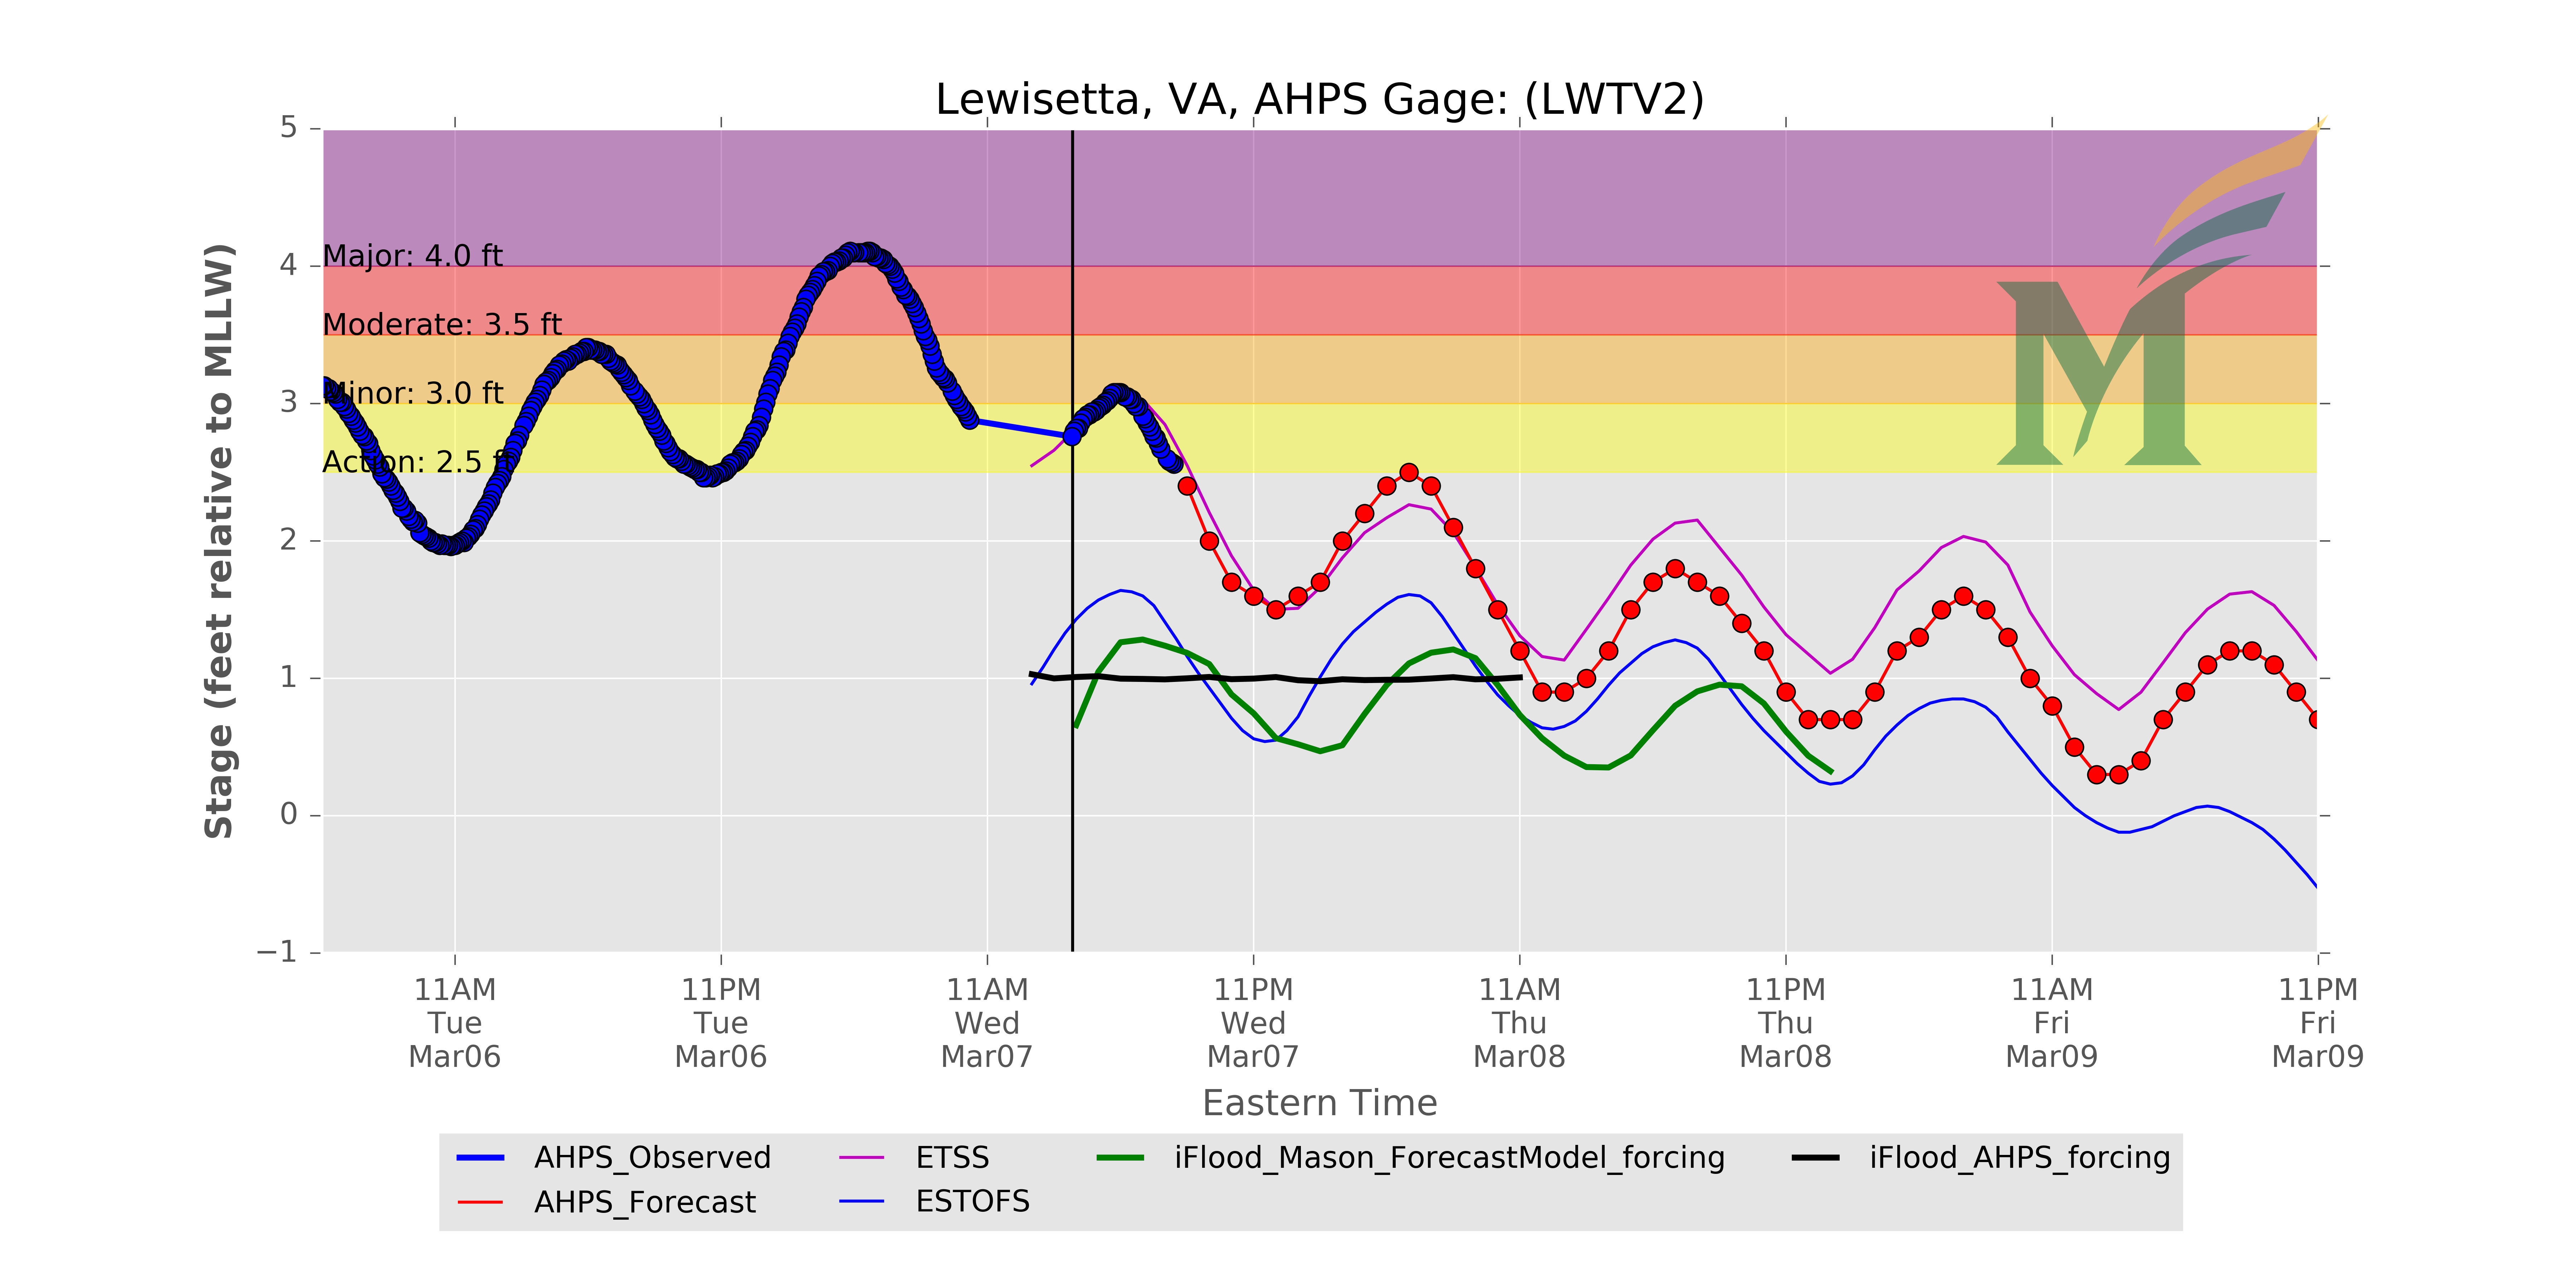 Lewisetta, VA, AHPS Gage: (LWTV2)
Stage (feet relative to MLLW)
5
4
3
2
1
0
−1
Major: 4.0 ft
Moderate: 3.5 ft
Minor: 3.0 ft
Action: 2.5 ft
11AM 11PM 11AM 11PM 11AM 11PM 11AM 11PM
Tue Tue Wed Wed Thu Thu Fri Fri
Mar06 Mar06 Mar07 Mar07 Mar08 Mar08 Mar09 Mar09
Eastern Time
AHPS_Observed ETSS iFlood_Mason_ForecastModel_forcing iFlood_AHPS_forcing
AHPS_Forecast ESTOFS
M